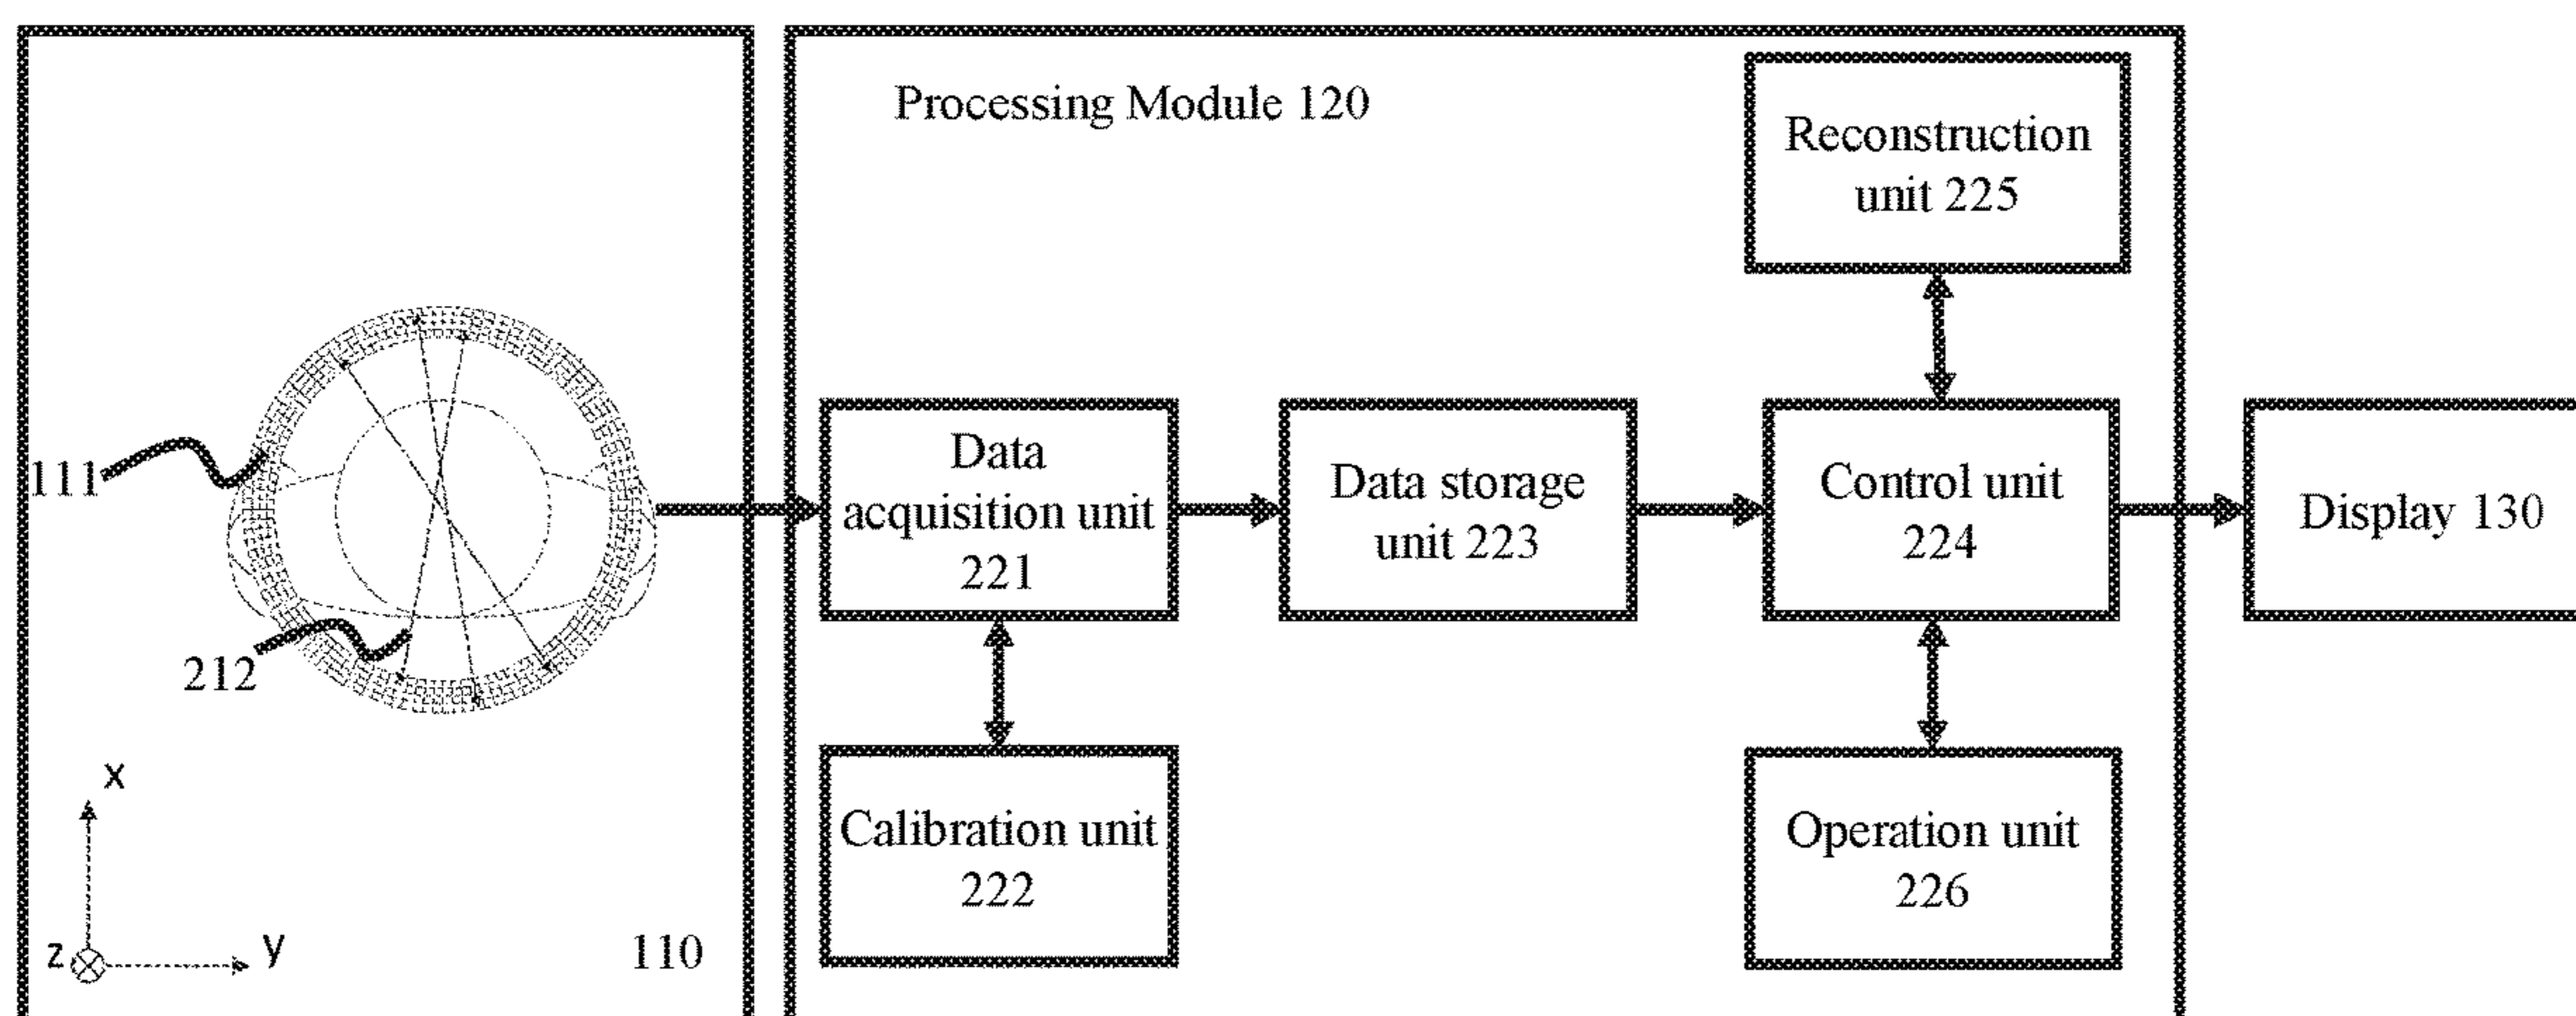 Processing Module 120
Reconstruction
unit 225
111
212
Data
acquisition unit
221
Data storage
unit 223
Control unit
224
Display 130
Calibration unit
222
Operation unit
226
x
z
y
110